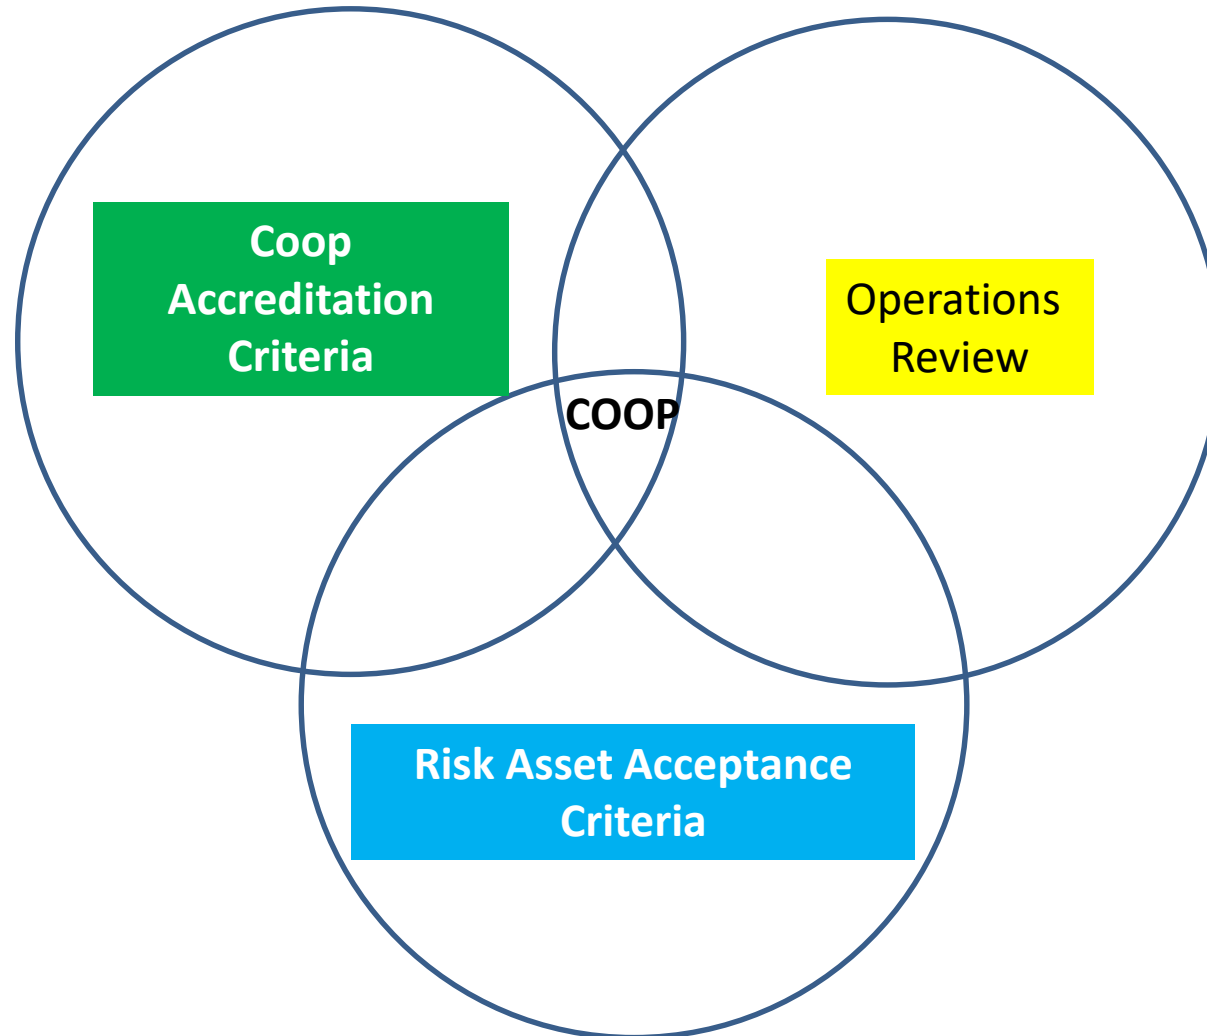 Coop
Accreditation
Criteria
Operations
Review
COOP
Risk Asset Acceptance
Criteria